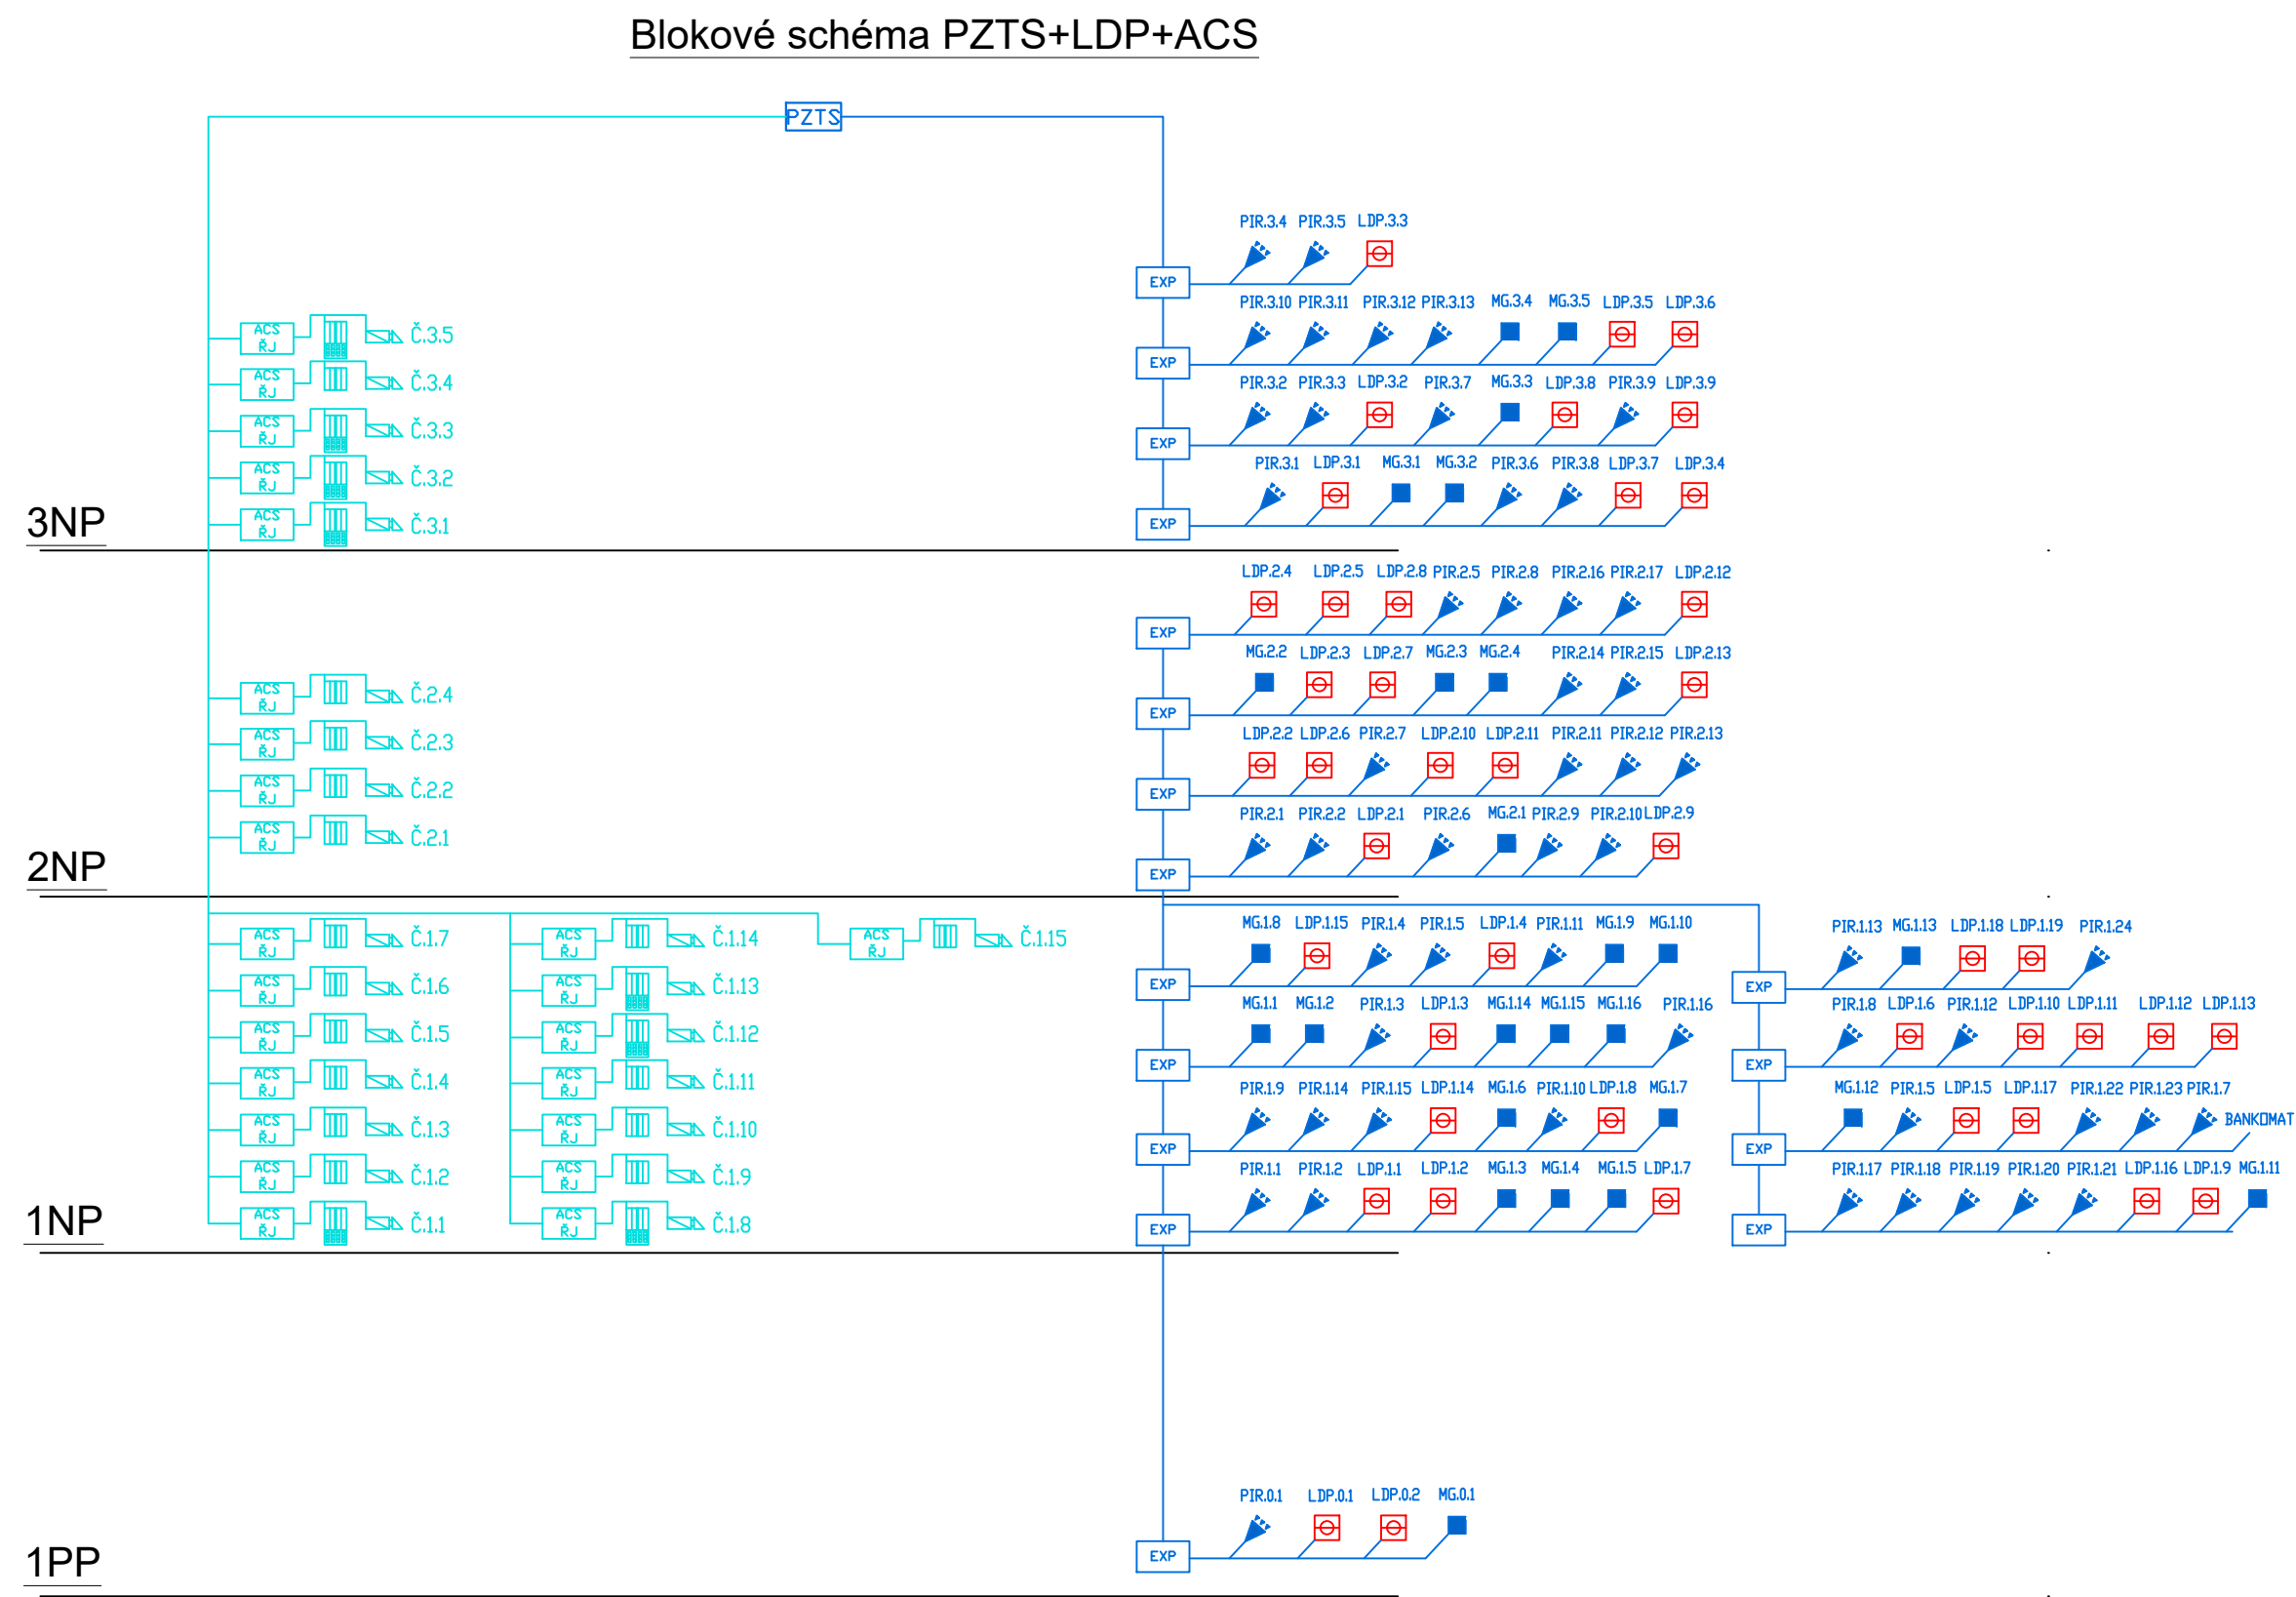 Blokové schéma PZTS+LDP+ACS
PZTS
PIR.3.4 PIR.3.5 LDP.3.3
EXP
PIR.3.10 PIR.3.11 PIR.3.12 PIR.3.13 MG.3.4 MG.3.5 LDP.3.5 LDP.3.6
EXP
PIR.3.2 PIR.3.3 LDP.3.2 PIR.3.7 MG.3.3 LDP.3.8 PIR.3.9 LDP.3.9
EXP
PIR.3.1 LDP.3.1 MG.3.1 MG.3.2 PIR.3.6 PIR.3.8 LDP.3.7 LDP.3.4
EXP
ACS ŘJ Č.3.5
ACS ŘJ Č.3.4
ACS ŘJ Č.3.3
ACS ŘJ Č.3.2
ACS ŘJ Č.3.1
3NP
LDP.2.4 LDP.2.5 LDP.2.8 PIR.2.5 PIR.2.8 PIR.2.16 PIR.2.17 LDP.2.12
EXP
MG.2.2 LDP.2.3 LDP.2.7 MG.2.3 MG.2.4 PIR.2.14 PIR.2.15 LDP.2.13
EXP
LDP.2.2 LDP.2.6 PIR.2.7 LDP.2.10 LDP.2.11 PIR.2.11 PIR.2.12 PIR.2.13
EXP
PIR.2.1 PIR.2.2 LDP.2.1 PIR.2.6 MG.2.1 PIR.2.9 PIR.2.10 LDP.2.9
EXP
ACS ŘJ Č.2.4
ACS ŘJ Č.2.3
ACS ŘJ Č.2.2
ACS ŘJ Č.2.1
2NP
ACS ŘJ Č.1.7 ACS ŘJ Č.1.14 ACS ŘJ Č.1.15
ACS ŘJ Č.1.6 ACS ŘJ Č.1.13
ACS ŘJ Č.1.5 ACS ŘJ Č.1.12
ACS ŘJ Č.1.4 ACS ŘJ Č.1.11
ACS ŘJ Č.1.3 ACS ŘJ Č.1.10
ACS ŘJ Č.1.2 ACS ŘJ Č.1.9
ACS ŘJ Č.1.1 ACS ŘJ Č.1.8
MG.1.8 LDP.1.15 PIR.1.4 PIR.1.5 LDP.1.4 PIR.1.11 MG.1.9 MG.1.10
EXP
MG.1.1 MG.1.2 PIR.1.3 LDP.1.3 MG.1.14 MG.1.15 MG.1.16 PIR.1.16
EXP
PIR.1.9 PIR.1.14 PIR.1.15 LDP.1.14 MG.1.6 PIR.1.10 LDP.1.8 MG.1.7
EXP
PIR.1.1 PIR.1.2 LDP.1.1 LDP.1.2 MG.1.3 MG.1.4 MG.1.5 LDP.1.7
EXP
PIR.1.13 MG.1.13 LDP.1.18 LDP.1.19 PIR.1.24
EXP
PIR.1.8 LDP.1.6 PIR.1.12 LDP.1.10 LDP.1.11 LDP.1.12 LDP.1.13
EXP
MG.1.12 PIR.1.5 LDP.1.5 LDP.1.17 PIR.1.22 PIR.1.23 PIR.1.7
BANKOMAT
EXP
PIR.1.17 PIR.1.18 PIR.1.19 PIR.1.20 PIR.1.21 LDP.1.16 LDP.1.9 MG.1.11
EXP
1NP
PIR.0.1 LDP.0.1 LDP.0.2 MG.0.1
EXP
1PP